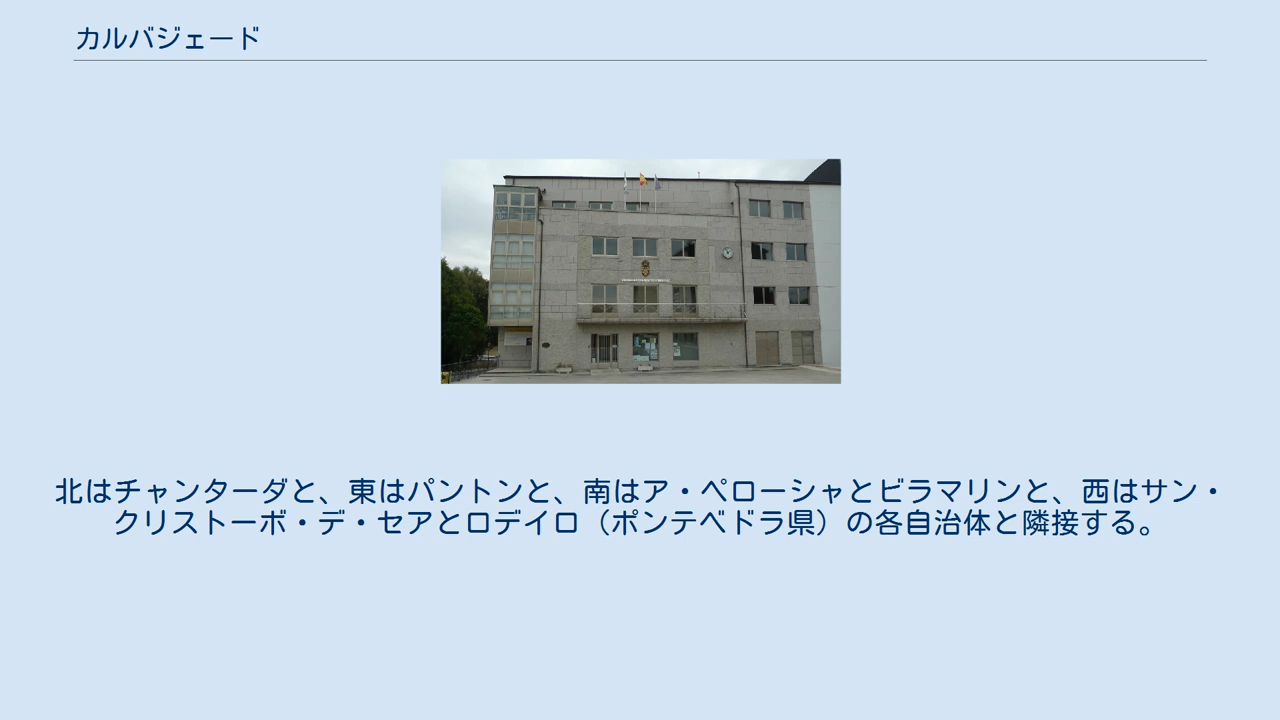 カルバジェード
北はチャンターダと、東はパントンと、南はア・ペローシャとビラマリンと、西はサン・
クリストーボ・デ・セアとロデイロ（ポンテベドラ県）の各自治体と隣接する。